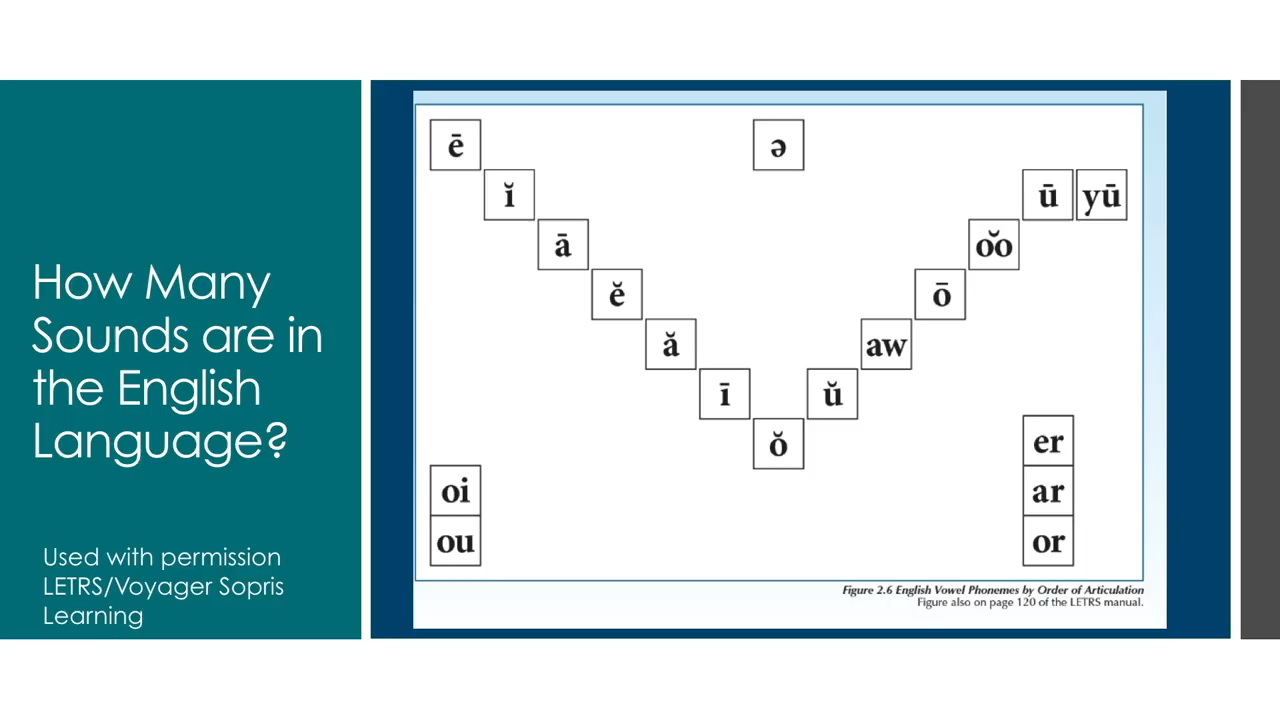 How Many
Sounds are in
the English
Language?
Used with permission
LETRS/Voyager Sopris
Learning
ē
ə
ĭ
ū
yū
ā
o͝o
ĕ
ō
ă
aw
ī
ŭ
ŏ
er
oi
ar
ou
or
Figure 2.6 English Vowel Phonemes by Order of Articulation
Figure also on page 120 of the LETRS manual.